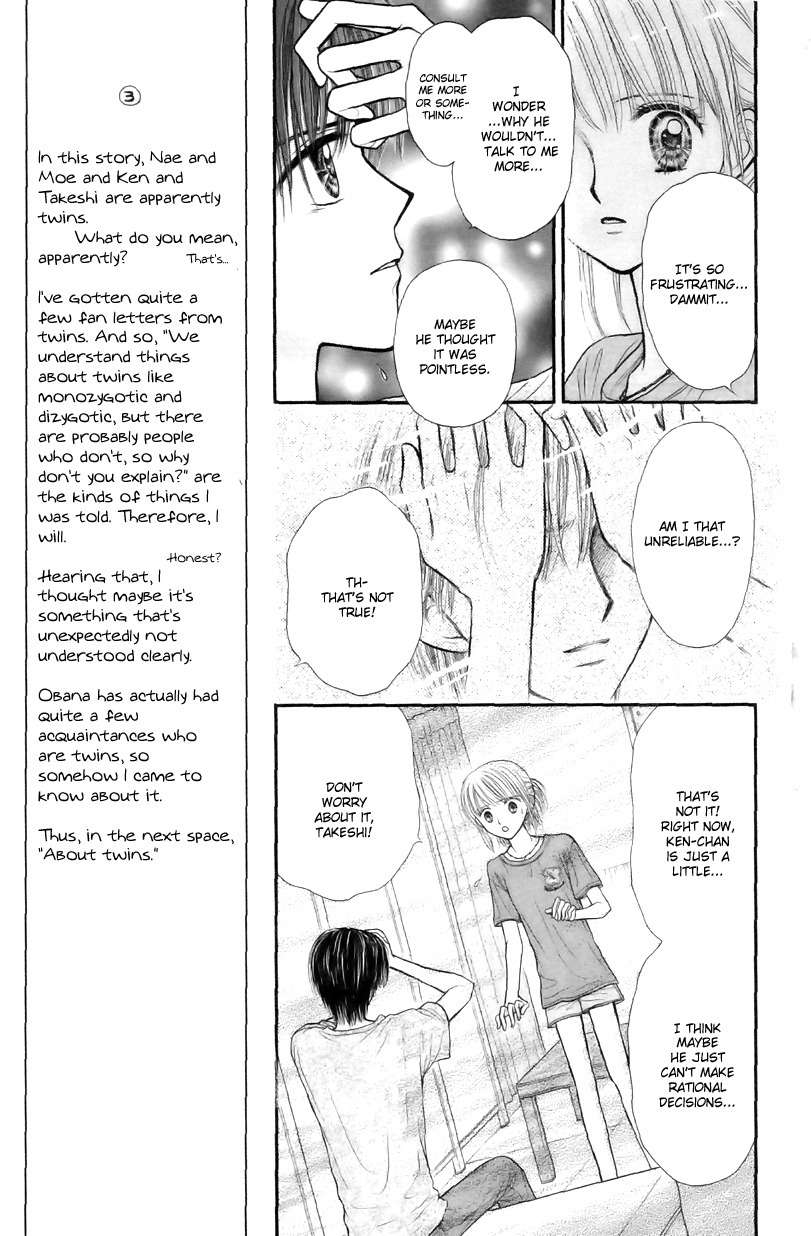 IT'S SO
FRUSTRATING...
DAMMIT...
I
WONDER
...WHY HE
WOULDN'T...
TALK TO ME
MORE...
CONSULT
ME MORE
OR SOME-
THING...
MAYBE
HE THOUGHT
IT WAS
POINTLESS.
AM I THAT
UNRELIABLE...?
TH-
THAT'S NOT
TRUE!
THAT'S
NOT IT!
RIGHT NOW,
KEN-CHAN
IS JUST A
LITTLE...
I THINK
MAYBE
HE JUST
CAN'T MAKE
RATIONAL
DECISIONS...
DON'T
WORRY
ABOUT IT,
TAKESHI!
③
In this story, Nae and
Moe and Ken and
Takeshi are apparently
twins.
What do you mean,
apparently? That's...
I've gotten quite a
few fan letters from
twins. And so, "We
understand things
about twins like
monozygotic and
dizygotic, but there
are probably people
who don't, so why
don't you explain?" are
the kinds of things I
was told. Therefore, I
will.
Honest?
Hearing that, I
thought maybe it's
something that's
unexpectedly not
understood clearly.
Obana has actually had
quite a few
acquaintances who
are twins, so
somehow I came to
know about it.
Thus, in the next space,
"About twins."